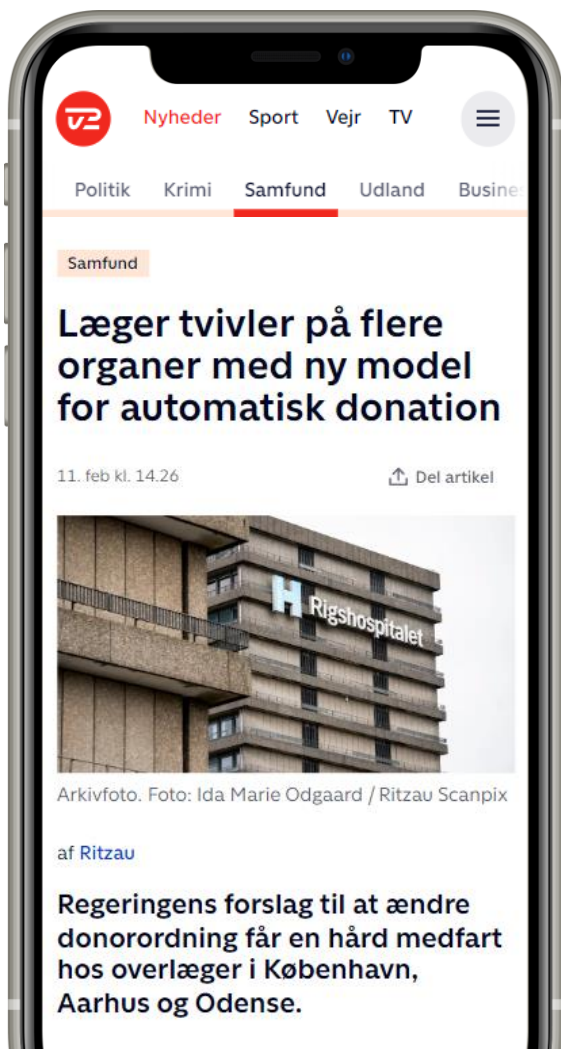 2
Nyheder Sport Vejr TV
Politik Krimi Samfund Udland Busine
Samfund
Læger tvivler på flere
organer med ny model
for automatisk donation
11. feb kl. 14.26 Del artikel
H Rigshospitalet
Arkivfoto. Foto: Ida Marie Odgaard / Ritzau Scanpix
af Ritzau
Regeringens forslag til at ændre
donorordning får en hård medfart
hos overlæger i København,
Aarhus og Odense.